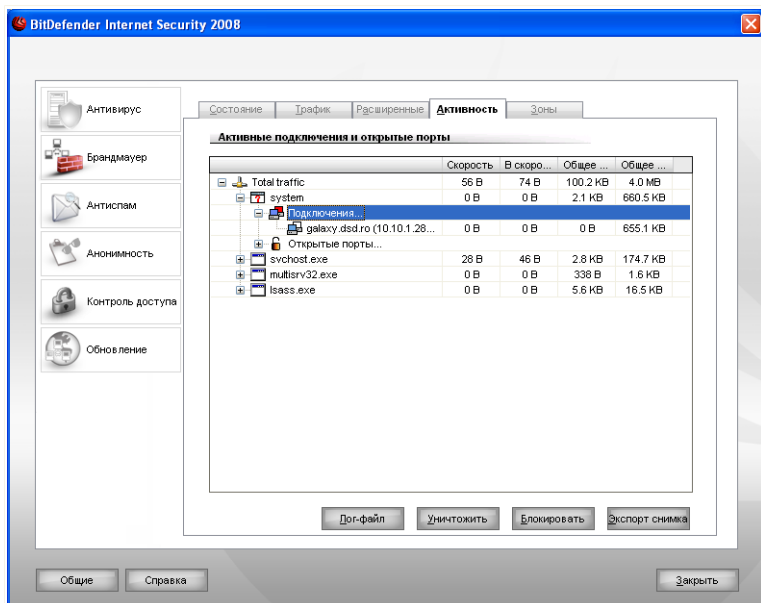 BitDefender Internet Security 2008
Антивирус
Брандмауер
Антиспам
Анонимность
Контроль доступа
Обновление
Состояние Трафик Расширенные Активность Зоны
Активные подключения и открытые порты
Скорость В скоро... Общее ... Общее ...
Total traffic 56 B 74 B 100.2 KB 4.0 MB
system 0 B 0 B 2.1 KB 660.5 KB
Подключения...
galaxy.dsd.ro (10.10.1.28... 0 B 0 B 0 B 655.1 KB
Открытые порты...
svchost.exe 28 B 46 B 2.8 KB 174.7 KB
multisrv32.exe 0 B 0 B 338 B 1.6 KB
lsass.exe 0 B 0 B 5.6 KB 16.5 KB
Лог-файл Уничтожить Блокировать Экспорт снимка
Общие Справка Закрыть